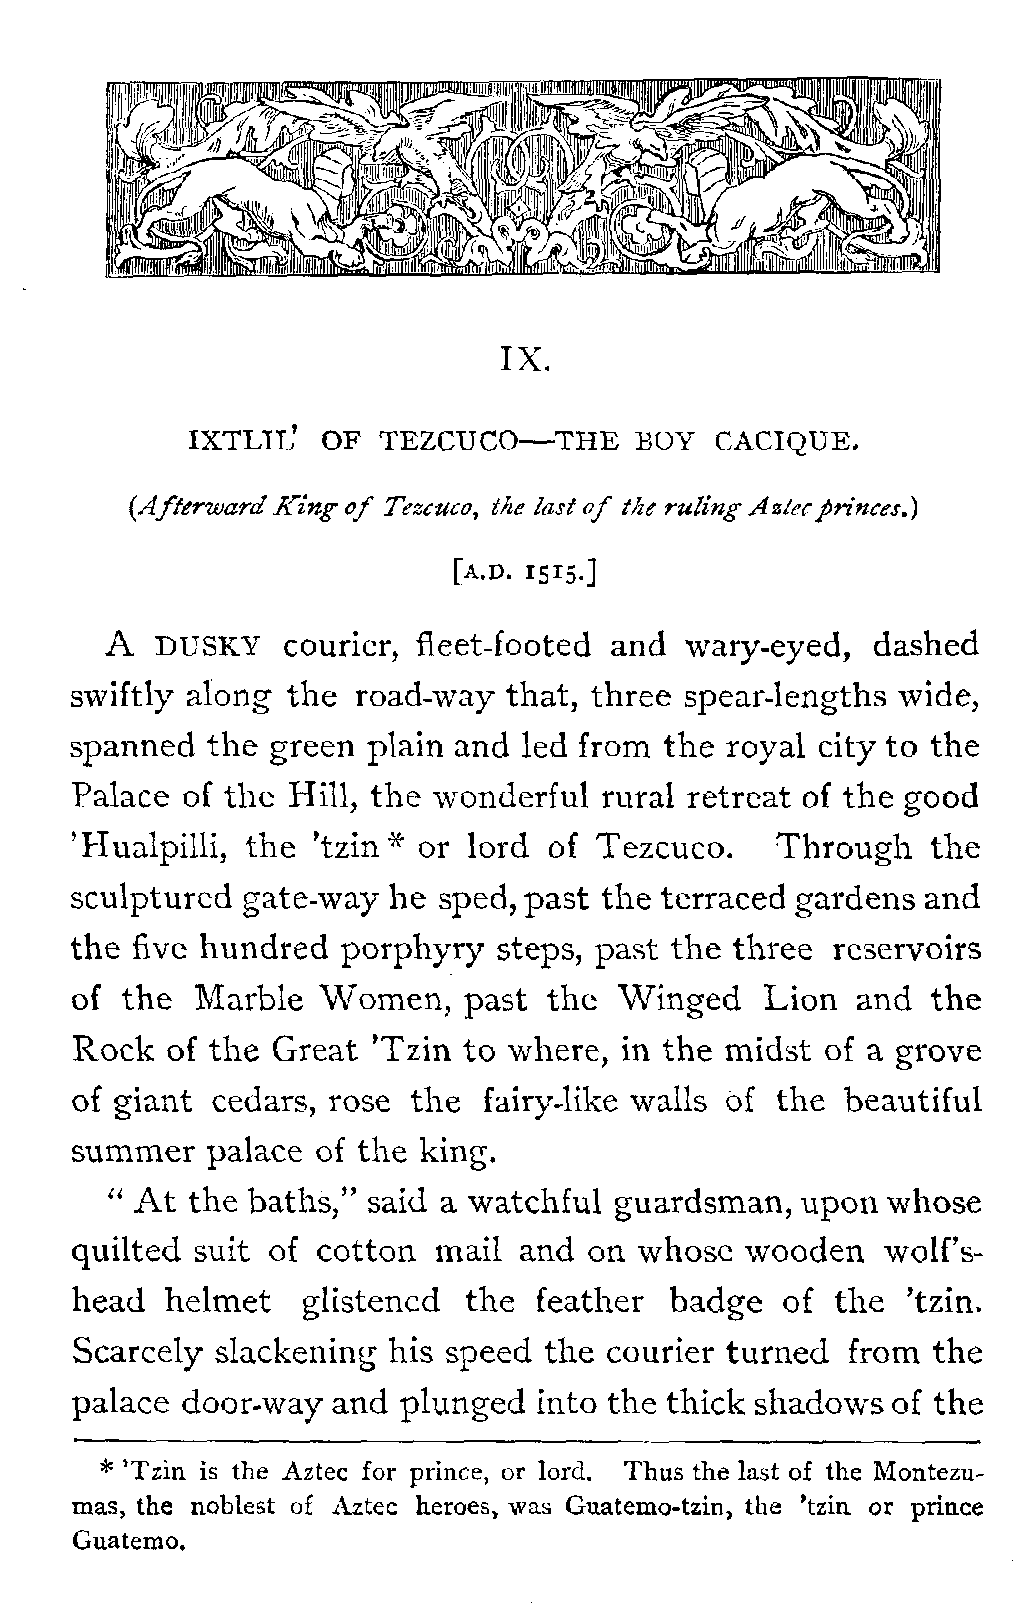 IX.
IXTLIL' OF TEZCUCO—THE BOY CACIQUE.
(Afterward King of Tezcuco, the last of the ruling Aztec princes.)
[A.D. 1515.]
A DUSKY courier, fleet-footed and wary-eyed, dashed
swiftly along the road-way that, three spear-lengths wide,
spanned the green plain and led from the royal city to the
Palace of the Hill, the wonderful rural retreat of the good
'Hualpilli, the 'tzin * or lord of Tezcuco. Through the
sculptured gate-way he sped, past the terraced gardens and
the five hundred porphyry steps, past the three reservoirs
of the Marble Women, past the Winged Lion and the
Rock of the Great 'Tzin to where, in the midst of a grove
of giant cedars, rose the fairy-like walls of the beautiful
summer palace of the king.
"At the baths," said a watchful guardsman, upon whose
quilted suit of cotton mail and on whose wooden wolf's-
head helmet glistened the feather badge of the 'tzin.
Scarcely slackening his speed the courier turned from the
palace door-way and plunged into the thick shadows of the
* 'Tzin is the Aztec for prince, or lord. Thus the last of the Montezu-
mas, the noblest of Aztec heroes, was Guatemo-tzin, the 'tzin or prince
Guatemo.